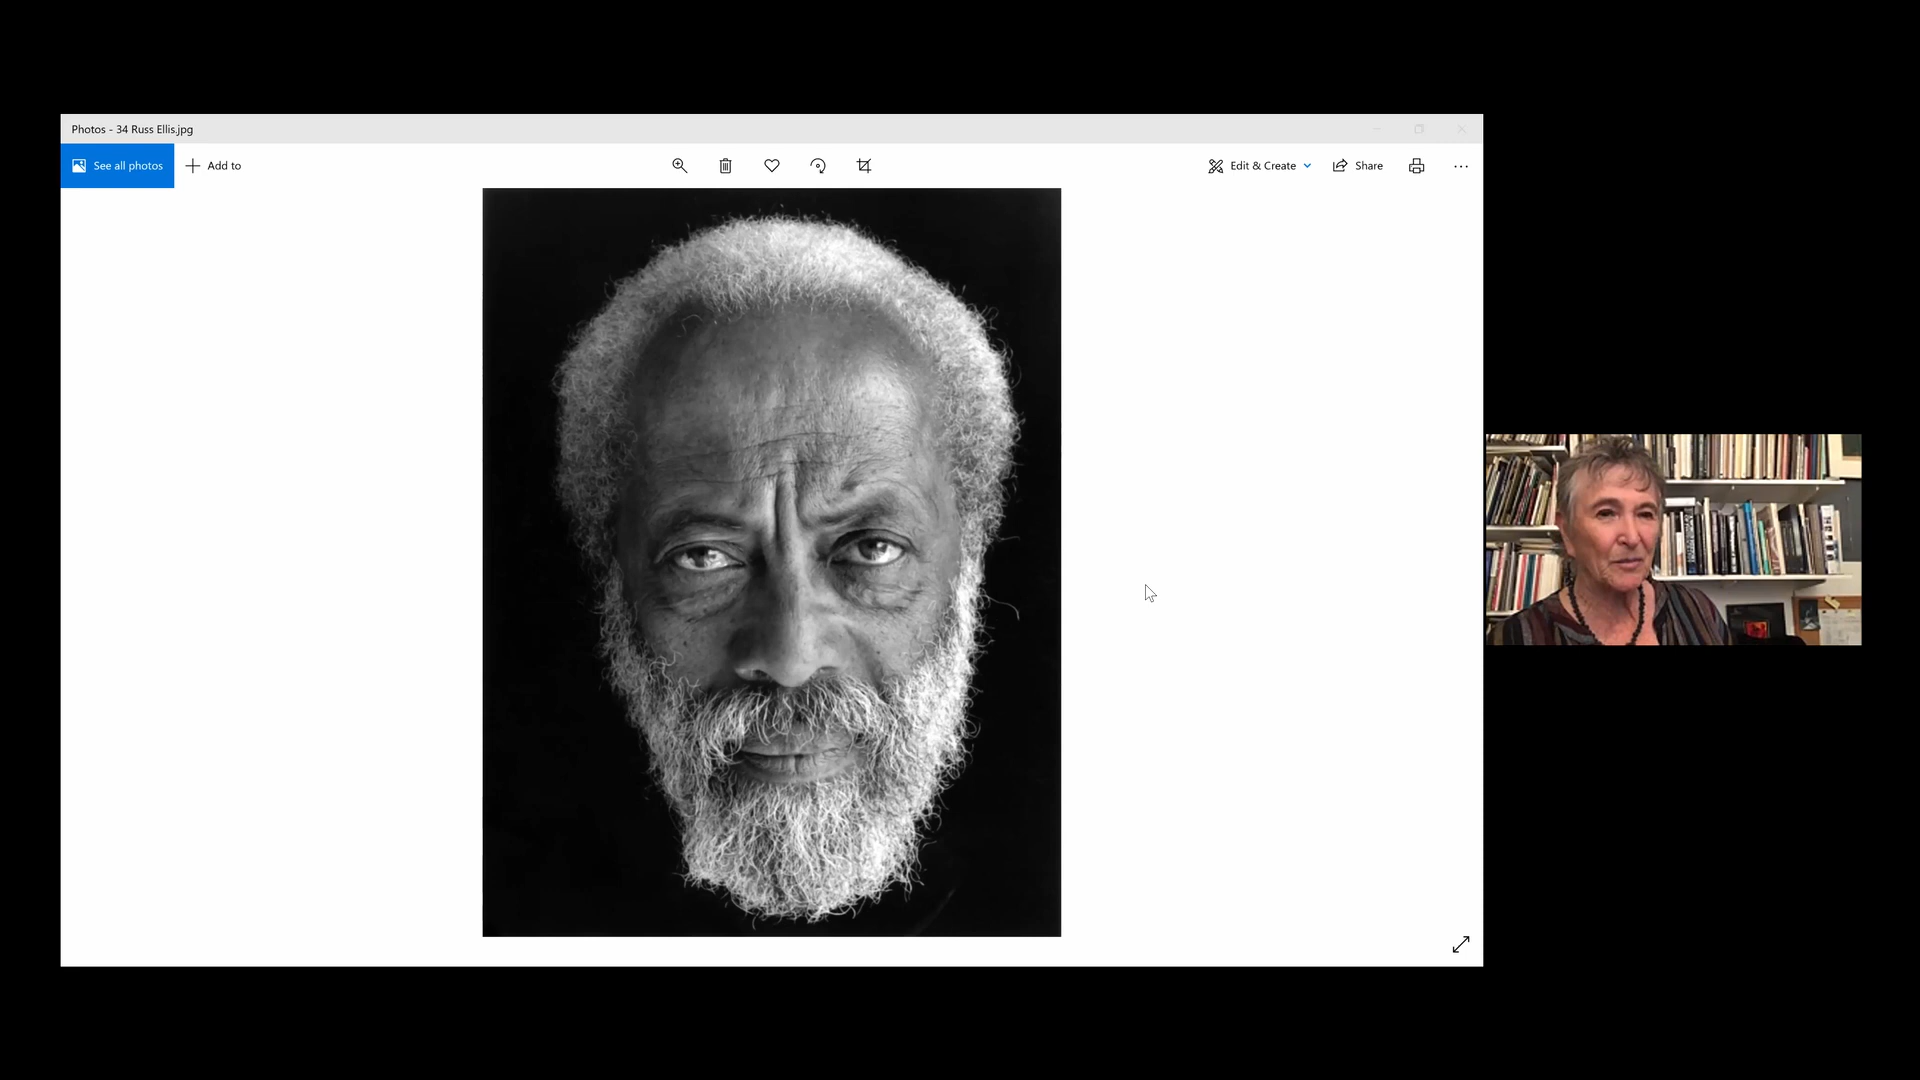 Photos - 34 Russ Ellis.jpg
See all photos
Add to
Edit & Create
Share